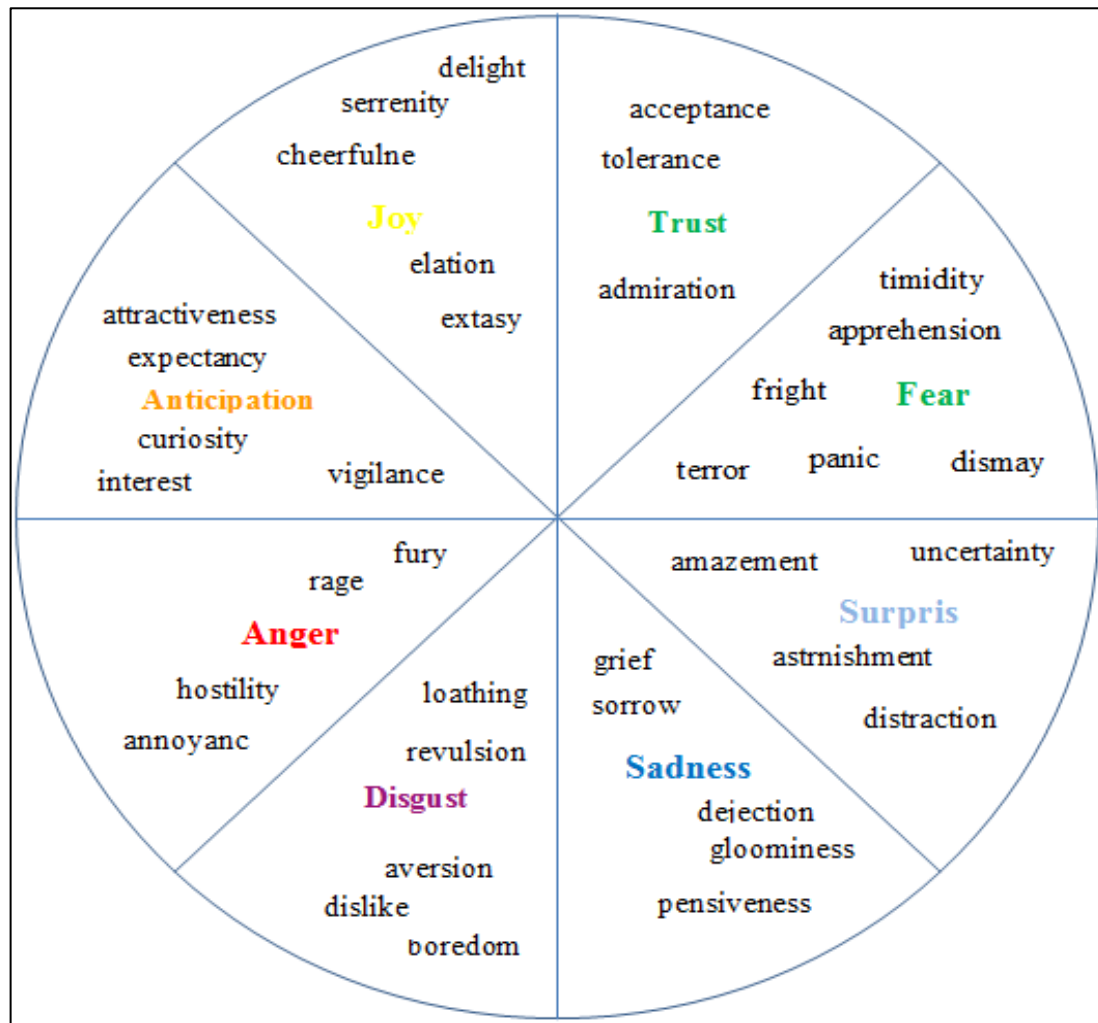 delight
serrenity
cheerfulne
Joy
elation
extasy
acceptance
tolerance
Trust
admiration
timidity
apprehension
fright
Fear
terror
panic
dismay
amazement
uncertainty
Surpris
astrnishment
distraction
grief
sorrow
Sadness
dejection
gloominess
pensiveness
loathing
revulsion
Disgust
aversion
dislike
boredom
fury
rage
Anger
hostility
annoyanc
attractiveness
expectancy
Anticipation
curiosity
interest
vigilance